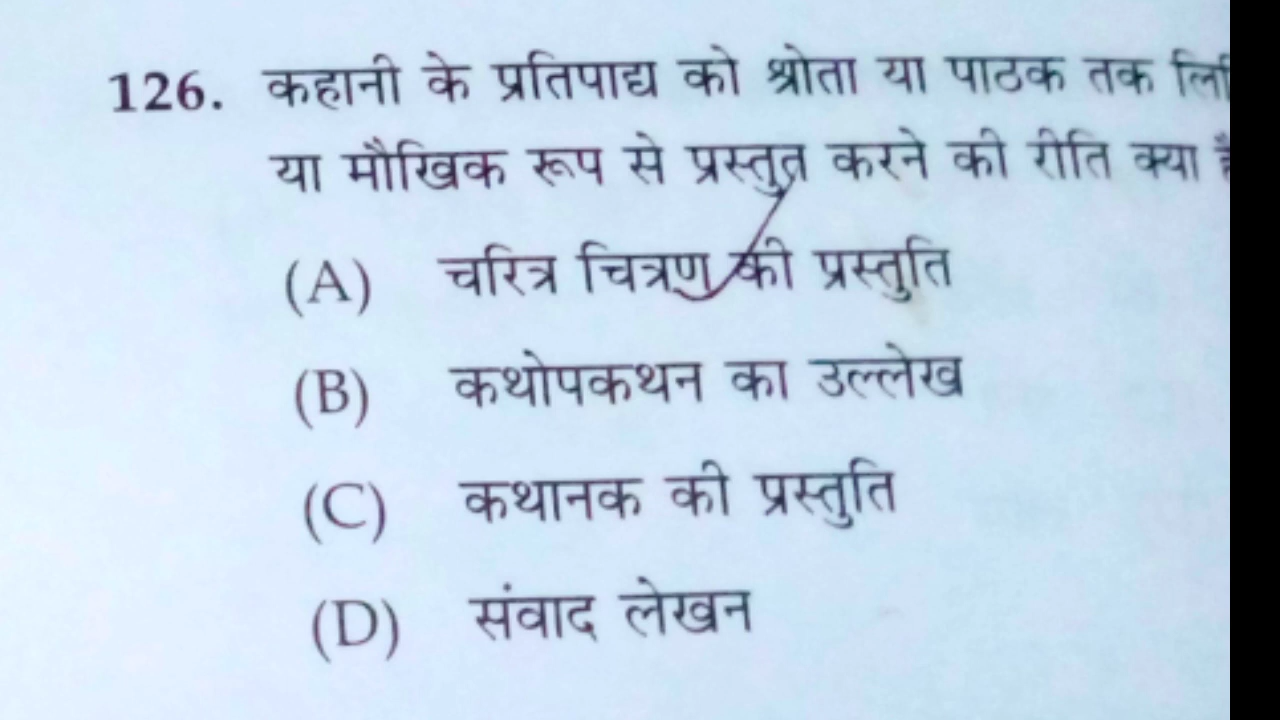 126. कहानी के प्रतिपाद्य को श्रोता या पाठक तक
या मौखिक रूप से प्रस्तुत करने की रीति क्या
(A) चरित्र चित्रण की प्रस्तुति
(B) कथोपकथन का उल्लेख
(C) कथानक की प्रस्तुति
(D) संवाद लेखन